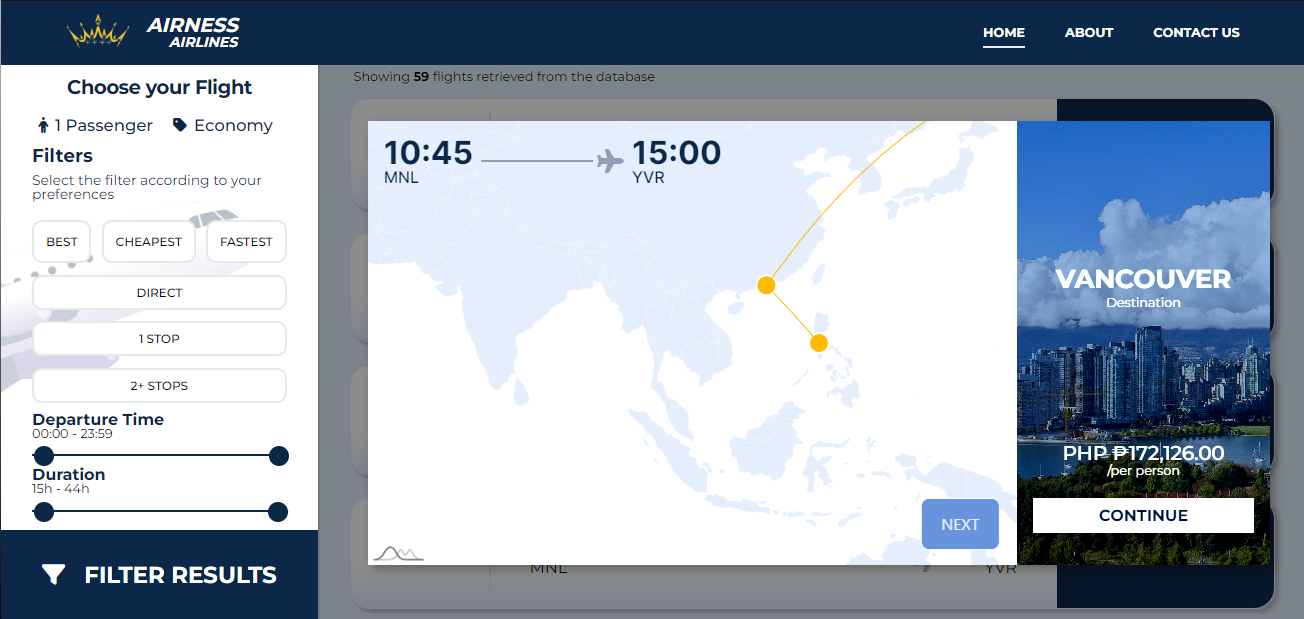 AIRNESS
AIRLINES
HOME
ABOUT
CONTACT US
Choose your Flight
1 Passenger
Economy
Filters
Select the filter according to your
preferences
BEST
CHEAPEST
FASTEST
DIRECT
1 STOP
2+ STOPS
Departure Time
00:00 - 23:59
Duration
15h - 44h
FILTER RESULTS
Showing 59 flights retrieved from the database
10:45
MNL
15:00
YVR
NEXT
VANCOUVER
Destination
PHP ₱172,126.00
/per person
CONTINUE
MNL
YVR